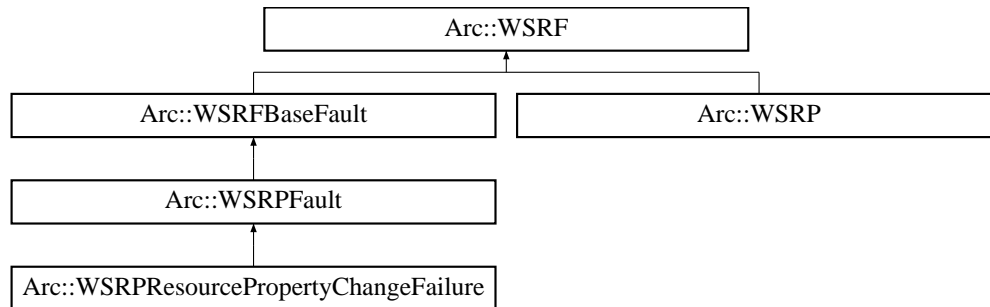 Arc::WSRF
Arc::WSRFBaseFault
Arc::WSRP
Arc::WSRPFault
Arc::WSRPResourcePropertyChangeFailure